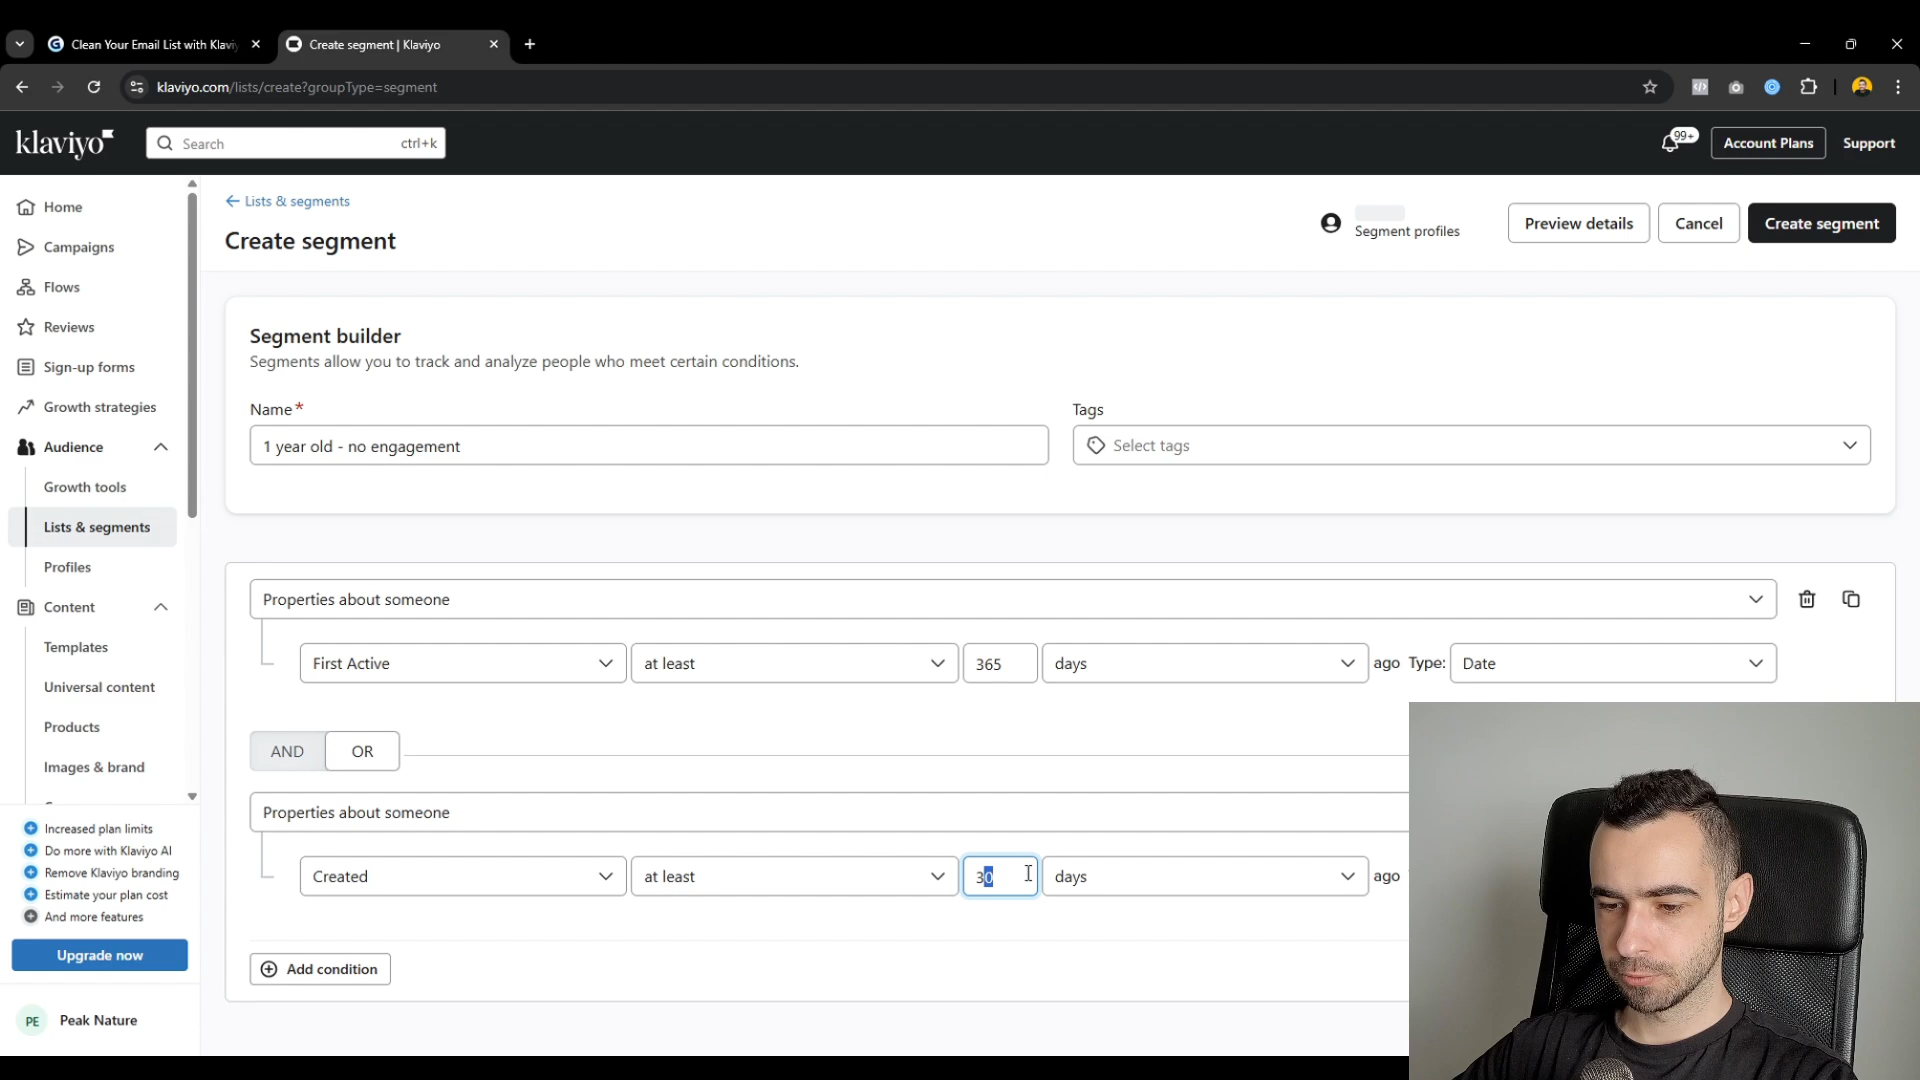 Clean Your Email List with Klaviy
Create segment | Klaviyo
klaviyo.com/lists/create?groupType=segment
klaviyo
Search
ctrl+k
99+
Account Plans
Support
Home
Campaigns
Flows
Reviews
Sign-up forms
Growth strategies
Audience
Growth tools
Lists & segments
Profiles
Content
Templates
Universal content
Products
Images & brand
Increased plan limits
Do more with Klaviyo AI
Remove Klaviyo branding
Estimate your plan cost
And more features
Upgrade now
PE
Peak Nature
Lists & segments
Create segment
Segment profiles
Preview details
Cancel
Create segment
Segment builder
Segments allow you to track and analyze people who meet certain conditions.
Name*
1 year old - no engagement
Tags
Select tags
Properties about someone
First Active at least 365 days ago Type: Date
AND OR
Properties about someone
Created at least 30 days ago
Add condition